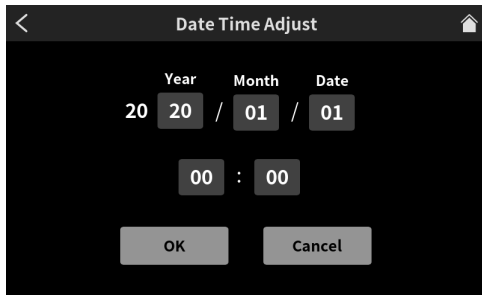 Date Time Adjust
Year Month Date
20 20 / 01 / 01
00 : 00
OK Cancel